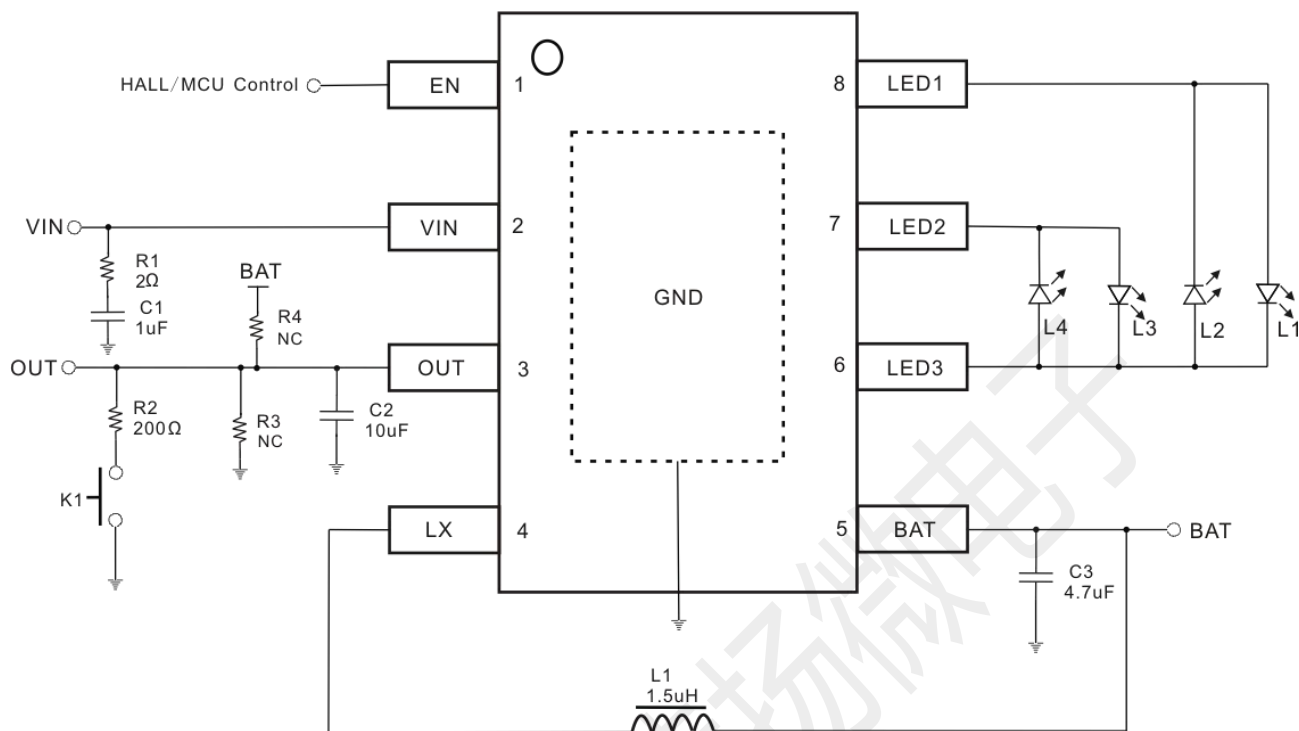 HALL/MCU Control
EN
1
8
LED1
VIN
VIN
2
7
LED2
R1
2Ω
C1
1uF
BAT
R4
NC
GND
L4
L3
L2
L1
OUT
OUT
3
6
LED3
R2
200Ω
R3
NC
C2
10uF
K1
LX
4
5
BAT
BAT
C3
4.7uF
L1
1.5uH
扬微电子